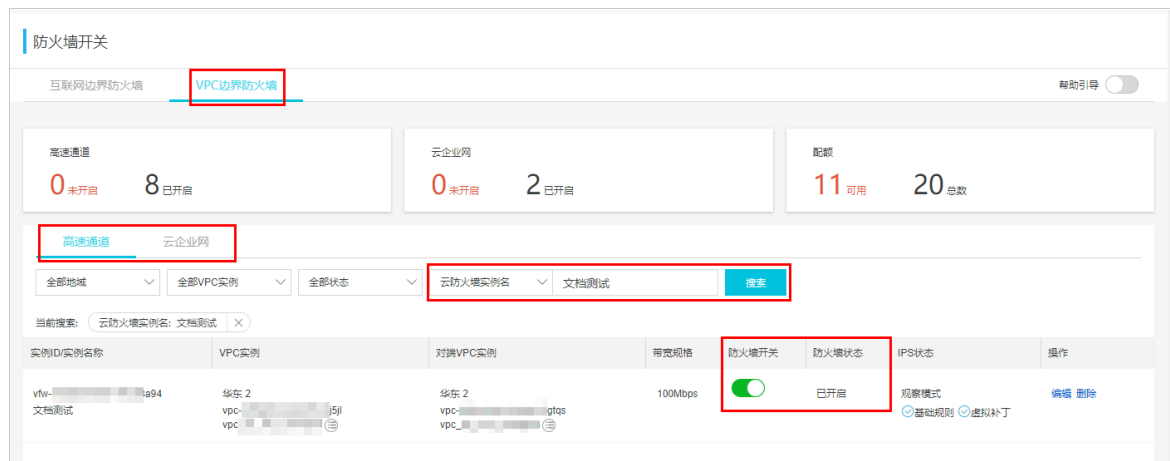 防火墙开关
互联网边界防火墙 VPC边界防火墙 帮助引导
高速通道 云企业网 配额
0 未开启 8 已开启 0 未开启 2 已开启 11 可用 20 总数
高速通道 云企业网
全部地域 全部VPC实例 全部状态 云防火墙实例名 文档测试 搜索
当前搜索: 云防火墙实例名: 文档测试
实例ID/实例名称 VPC实例 对端VPC实例 带宽规格 防火墙开关 防火墙状态 IPS状态 操作
vfw- ta94 华东 2 华东 2 100Mbps 已开启 观察模式 编辑 删除
文档测试 vpc- j5jl vpc- gtqs 基础规则 虚拟补丁
vpc vpc_